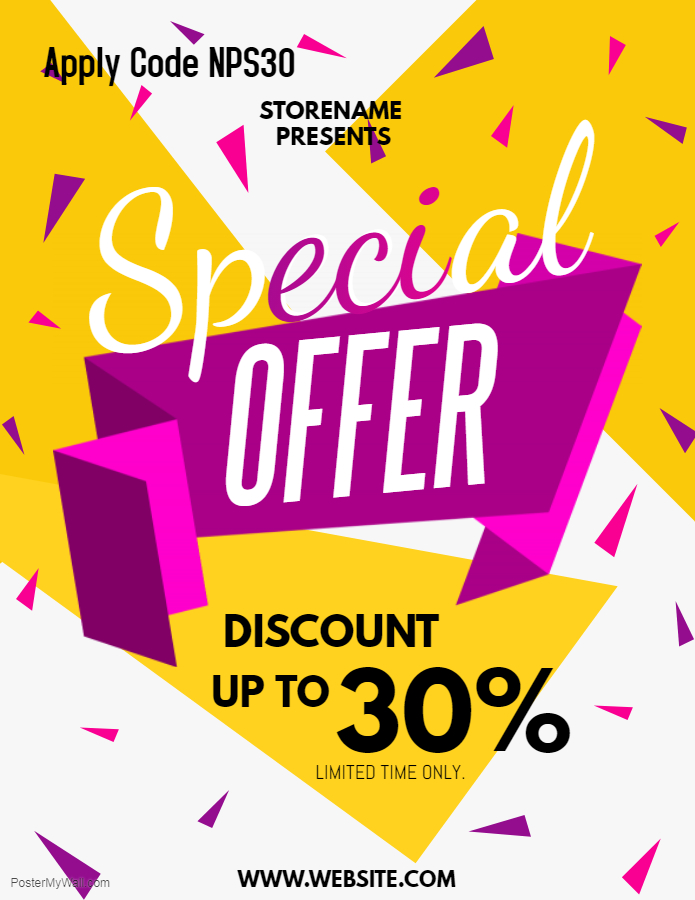 Apply Code NPS30
STORENAME
PRESENTS
Special
OFFER
DISCOUNT
UP TO 30%
LIMITED TIME ONLY.
WWW.WEBSITE.COM
PosterMyWall.com